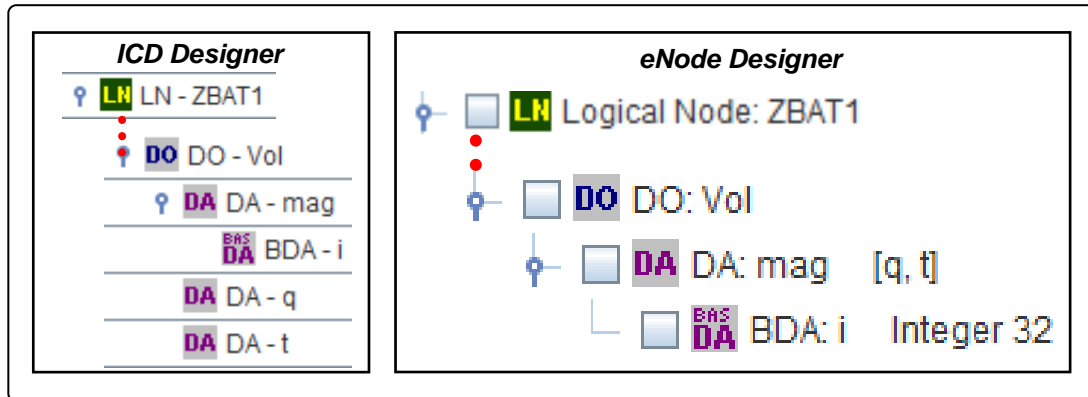 ICD Designer
LN LN - ZBAT1
DO DO - Vol
DA DA - mag
BAS DA BDA - i
DA DA - q
DA DA - t
eNode Designer
LN Logical Node: ZBAT1
DO DO: Vol
DA DA: mag [q, t]
BAS DA BDA: i Integer 32